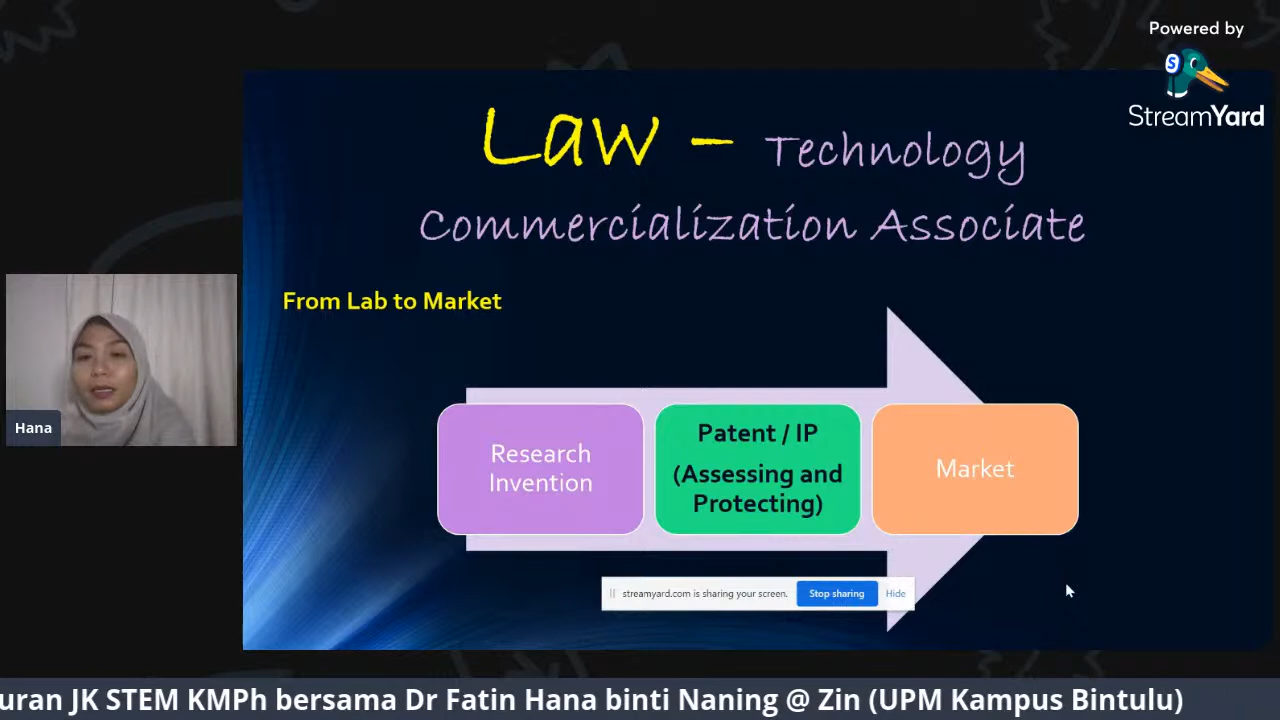 Powered by
S
StreamYard
Law – Technology
Commercialization Associate
From Lab to Market
Research
Invention
Patent / IP
(Assessing and
Protecting)
Market
Hana
streamyard.com is sharing your screen.
Stop sharing
Hide
uran JK STEM KMPh bersama Dr Fatin Hana binti Naning @ Zin (UPM Kampus Bintulu)